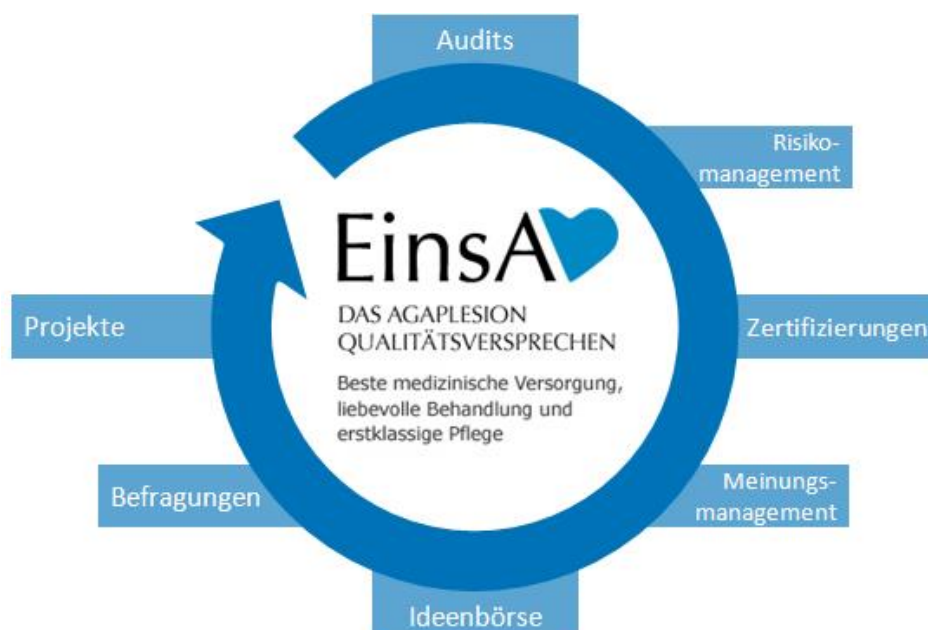 Audits
Risiko-
management
EinsA
DAS AGAPLESION
QUALITÄTSVERSPRECHEN
Projekte
Zertifizierungen
Beste medizinische Versorgung,
liebevolle Behandlung und
erstklassige Pflege
Befragungen
Meinungs-
management
Ideenbörse